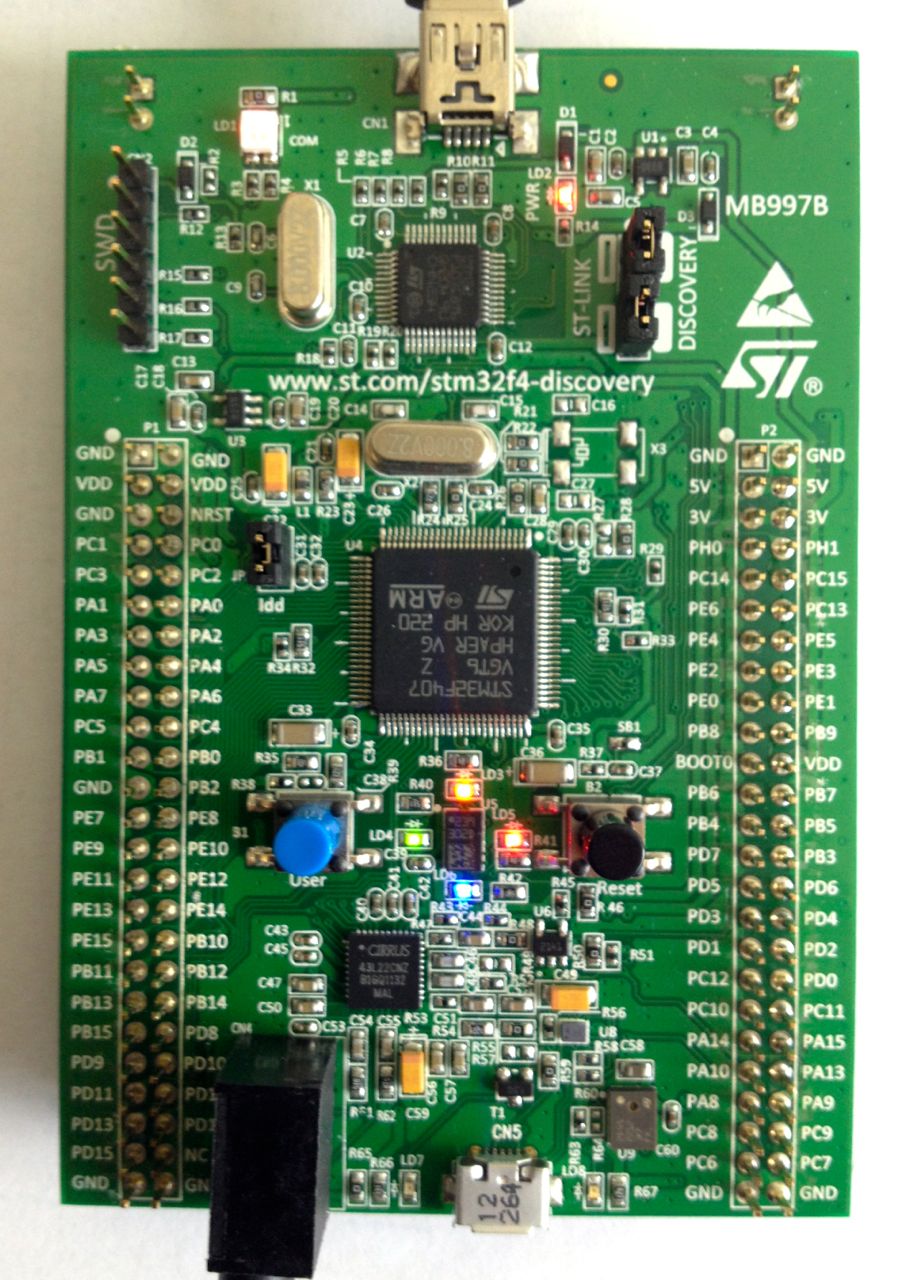 R1
LD1
COM
CN1
D1
C1
C2
U1
C3
C4
D2
R2
R5
R6
R7
R8
R10
R11
LD2
PWR
R3
R4
X1
R12
R13
C7
R9
C8
R14
D3
MB997B
SWD
U2
ST-LINK
DISCOVERY
R15
C9
R16
R17
C11
R19
R18
C12
C13
C17
C18
www.st.com/stm32f4-discovery
ST®
C19
C20
C14
C15
R21
C16
U3
R22
P1
P2
X3
8.000V22
GND
GND
GND
GND
VDD
VDD
5V
5V
C25
L1
R23
C23
C26
C24
C27
GND
NRST
3V
3V
R24
R25
C28
R27
R28
PC1
PC0
PH0
PH1
C31
C32
U4
C29
C30
R29
PC3
PC2
PC14
PC15
Idd
PA1
PA0
PE6
PC13
R30
R31
ARM
KOR HP 220
HPAER VG
VGT6 Z
STM32F407
PA3
PA2
PE4
PE5
R34
R32
R33
PA5
PA4
PE2
PE3
PA7
PA6
PE0
PE1
C33
PC5
PC4
PB8
PB9
C34
C35
SB1
PB1
PB0
BOOT0
VDD
R35
R36
C36
R37
C37
GND
PB2
PB6
PB7
R38
C38
R39
R40
LD3
B2
PE7
PE8
PB4
PB5
B1
LD4
U5
LD5
R41
PE9
PE10
PD7
PB3
C39
PE11
PE12
User
LD6
R42
R45
Reset
PD5
PD6
C40
C41
C42
R46
PE13
PE14
R43
C44
R44
U6
PD3
PD4
PE15
PB10
C43
C45
R47
R48
R50
R51
PD1
PD2
CIRRUS
43L22CNZ
B1GQ1132
MAL
PB11
PB12
C47
C49
PC12
PD0
PB13
PB14
C50
C51
R56
PC10
PC11
PB15
PD8
CN4
C53
C54
C55
R53
R54
U8
PA14
PA15
PD9
PD10
R55
R57
R58
C58
C56
C57
R59
PA10
PA13
PD11
R62
C59
T1
R60
PA8
PA9
PD13
CN5
R63
R64
U9
C60
PC8
PC9
PD15
NC
R65
R66
LD7
LD8
PC6
PC7
GND
12
264
R67
GND
GND